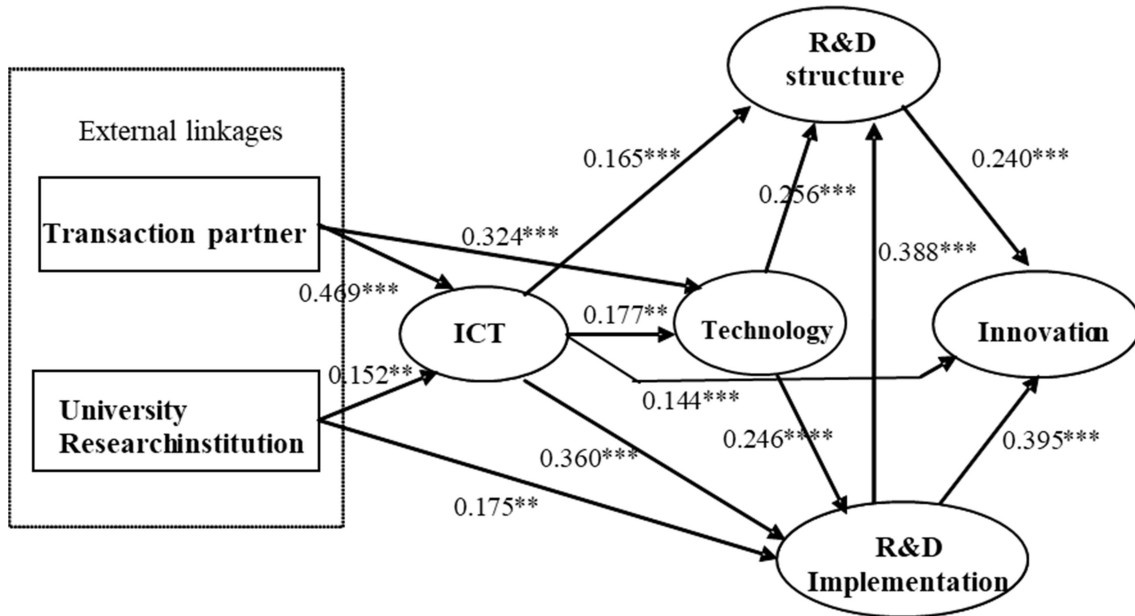 R&D
structure
External linkages
0.165***
0.240***
0.256***
Transaction partner
0.324***
0.388***
0.469***
0.177**
ICT
Technology
Innovation
0.152**
0.144***
University
Researchinstitution
0.246****
0.395***
0.360***
0.175**
R&D
Implementation